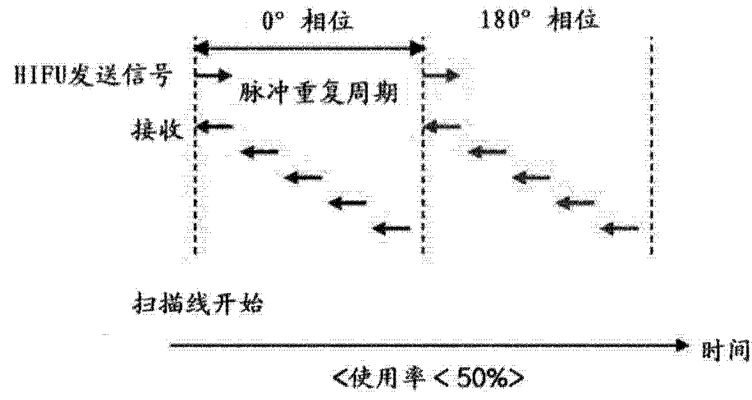 0° 相位 180° 相位
HIFU发送信号
脉冲重复周期
接收
扫描线开始
时间
<使用率<50%>